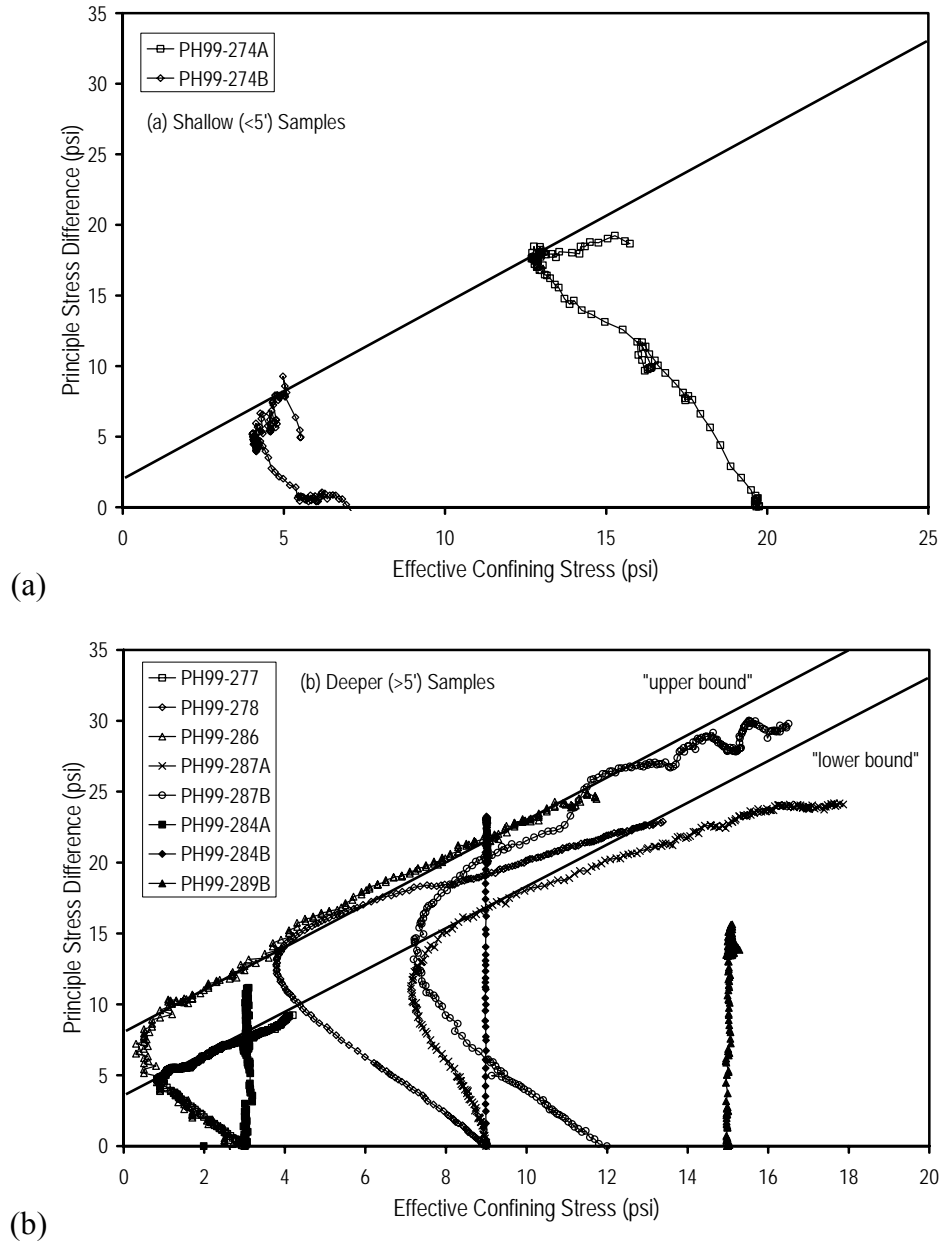 35
30
25
20
15
10
5
0
Principle Stress Difference (psi)
PH99-274A
PH99-274B
(a) Shallow (<5') Samples
0 5 10 15 20 25
Effective Confining Stress (psi)
(a)
35
30
25
20
15
10
5
0
Principle Stress Difference (psi)
PH99-277
PH99-278
PH99-286
PH99-287A
PH99-287B
PH99-284A
PH99-284B
PH99-289B
(b) Deeper (>5') Samples
"upper bound"
"lower bound"
0 2 4 6 8 10 12 14 16 18 20
Effective Confining Stress (psi)
(b)